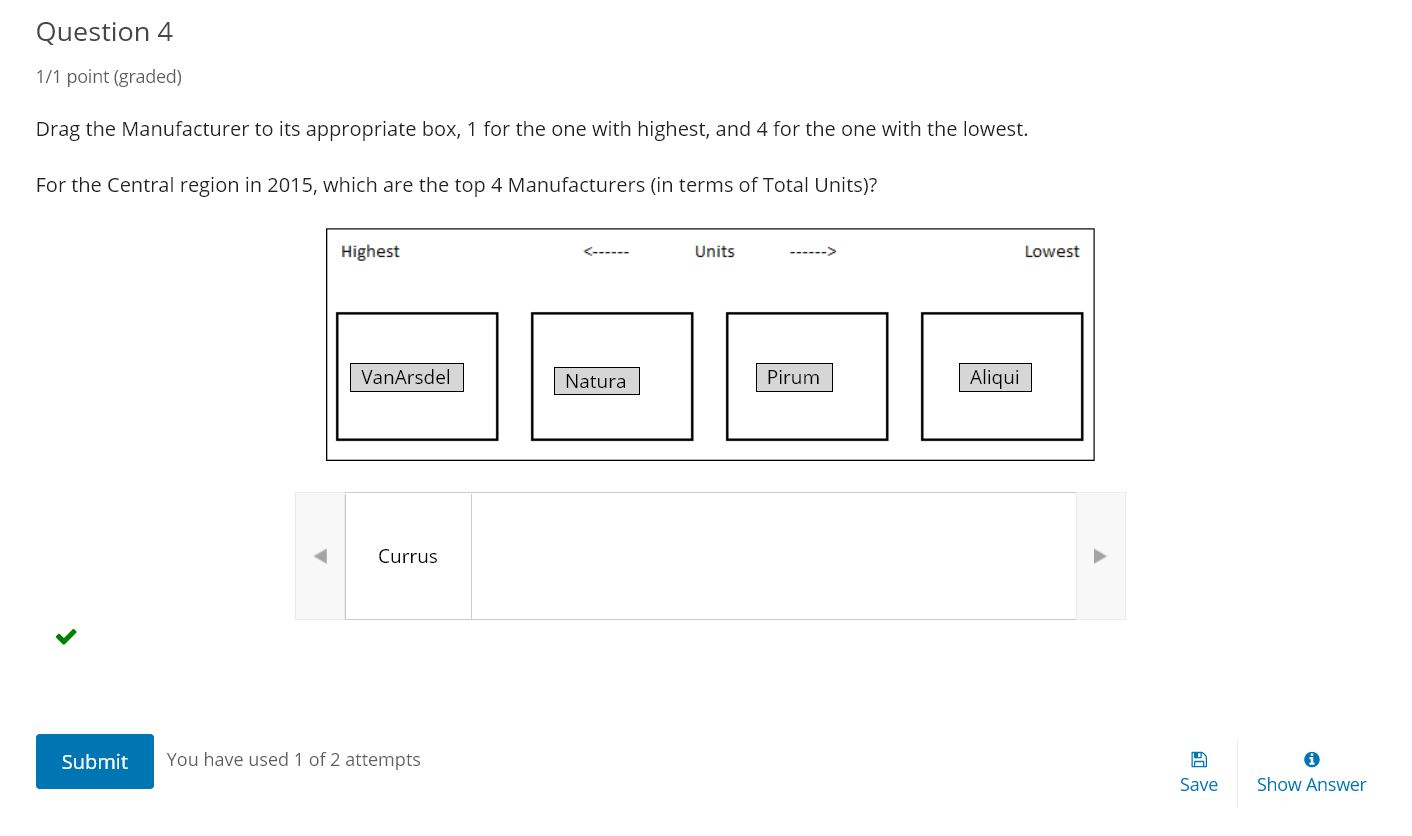 Question 4
1/1 point (graded)
Drag the Manufacturer to its appropriate box, 1 for the one with highest, and 4 for the one with the lowest.
For the Central region in 2015, which are the top 4 Manufacturers (in terms of Total Units)?
Highest <------ Units ------> Lowest
VanArsdel Natura Pirum Aliqui
Currus
Submit You have used 1 of 2 attempts
Save Show Answer